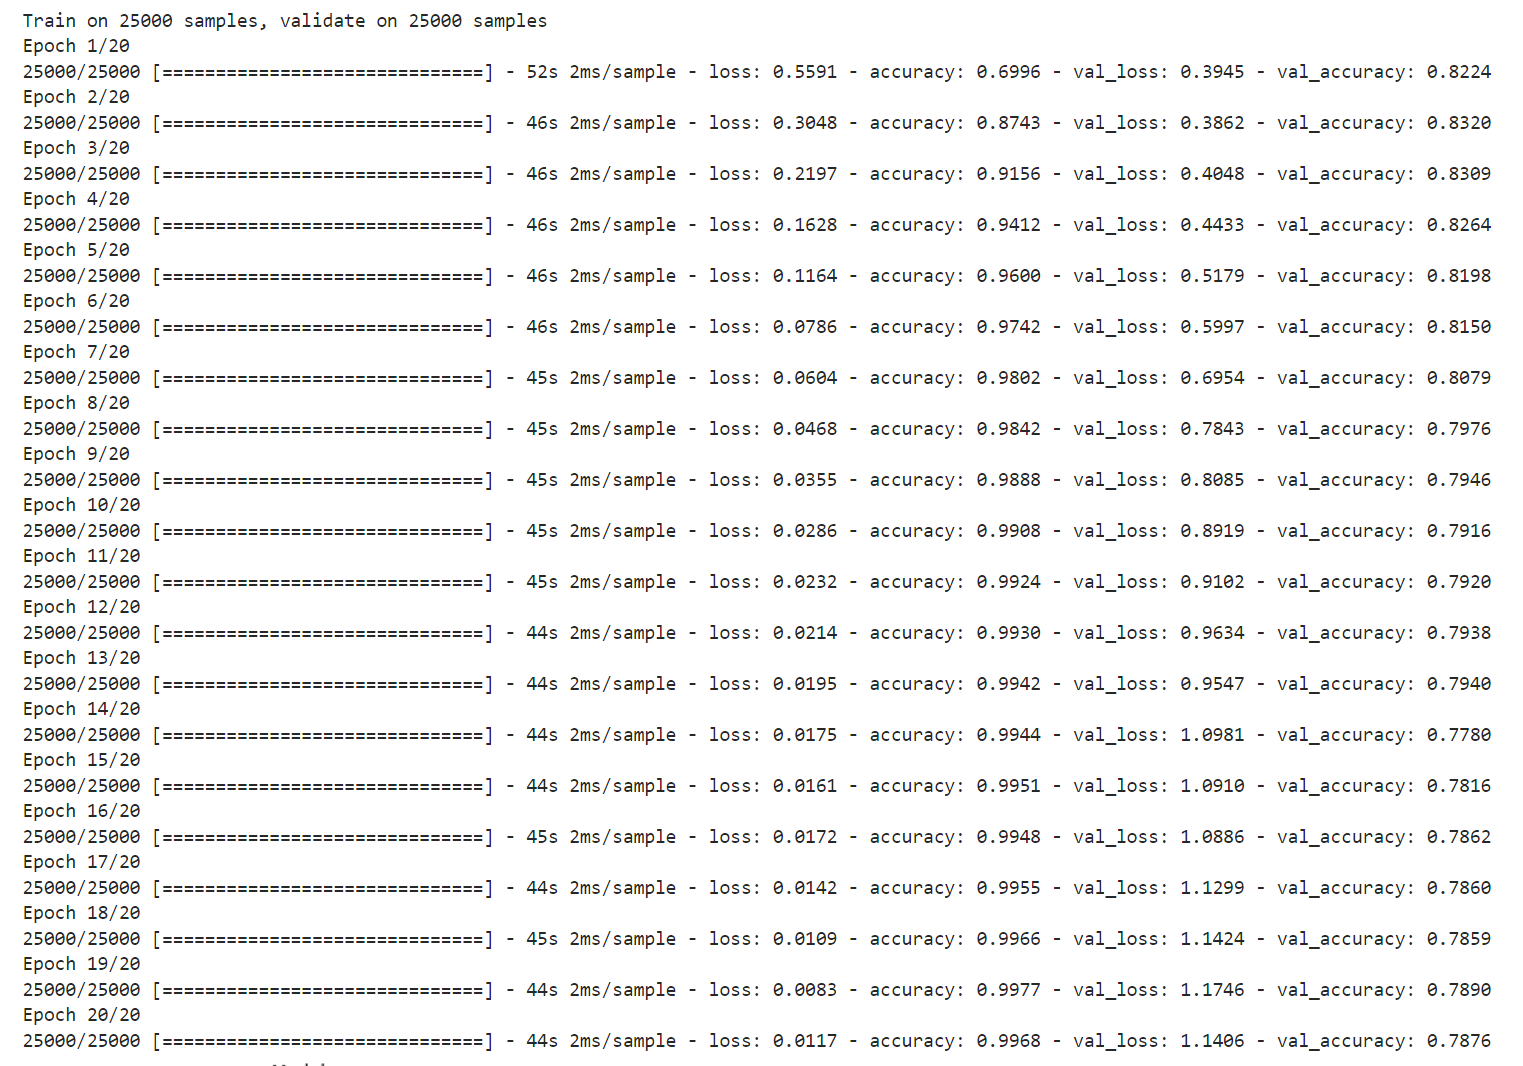 Train on 25000 samples, validate on 25000 samples
Epoch 1/20
25000/25000 [==============================] - 52s 2ms/sample - loss: 0.5591 - accuracy: 0.6996 - val_loss: 0.3945 - val_accuracy: 0.8224
Epoch 2/20
25000/25000 [==============================] - 46s 2ms/sample - loss: 0.3048 - accuracy: 0.8743 - val_loss: 0.3862 - val_accuracy: 0.8320
Epoch 3/20
25000/25000 [==============================] - 46s 2ms/sample - loss: 0.2197 - accuracy: 0.9156 - val_loss: 0.4048 - val_accuracy: 0.8309
Epoch 4/20
25000/25000 [==============================] - 46s 2ms/sample - loss: 0.1628 - accuracy: 0.9412 - val_loss: 0.4433 - val_accuracy: 0.8264
Epoch 5/20
25000/25000 [==============================] - 46s 2ms/sample - loss: 0.1164 - accuracy: 0.9600 - val_loss: 0.5179 - val_accuracy: 0.8198
Epoch 6/20
25000/25000 [==============================] - 46s 2ms/sample - loss: 0.0786 - accuracy: 0.9742 - val_loss: 0.5997 - val_accuracy: 0.8150
Epoch 7/20
25000/25000 [==============================] - 45s 2ms/sample - loss: 0.0604 - accuracy: 0.9802 - val_loss: 0.6954 - val_accuracy: 0.8079
Epoch 8/20
25000/25000 [==============================] - 45s 2ms/sample - loss: 0.0468 - accuracy: 0.9842 - val_loss: 0.7843 - val_accuracy: 0.7976
Epoch 9/20
25000/25000 [==============================] - 45s 2ms/sample - loss: 0.0355 - accuracy: 0.9888 - val_loss: 0.8085 - val_accuracy: 0.7946
Epoch 10/20
25000/25000 [==============================] - 45s 2ms/sample - loss: 0.0286 - accuracy: 0.9908 - val_loss: 0.8919 - val_accuracy: 0.7916
Epoch 11/20
25000/25000 [==============================] - 45s 2ms/sample - loss: 0.0232 - accuracy: 0.9924 - val_loss: 0.9102 - val_accuracy: 0.7920
Epoch 12/20
25000/25000 [==============================] - 44s 2ms/sample - loss: 0.0214 - accuracy: 0.9930 - val_loss: 0.9634 - val_accuracy: 0.7938
Epoch 13/20
25000/25000 [==============================] - 44s 2ms/sample - loss: 0.0195 - accuracy: 0.9942 - val_loss: 0.9547 - val_accuracy: 0.7940
Epoch 14/20
25000/25000 [==============================] - 44s 2ms/sample - loss: 0.0175 - accuracy: 0.9944 - val_loss: 1.0981 - val_accuracy: 0.7780
Epoch 15/20
25000/25000 [==============================] - 44s 2ms/sample - loss: 0.0161 - accuracy: 0.9951 - val_loss: 1.0910 - val_accuracy: 0.7816
Epoch 16/20
25000/25000 [==============================] - 45s 2ms/sample - loss: 0.0172 - accuracy: 0.9948 - val_loss: 1.0886 - val_accuracy: 0.7862
Epoch 17/20
25000/25000 [==============================] - 44s 2ms/sample - loss: 0.0142 - accuracy: 0.9955 - val_loss: 1.1299 - val_accuracy: 0.7860
Epoch 18/20
25000/25000 [==============================] - 45s 2ms/sample - loss: 0.0109 - accuracy: 0.9966 - val_loss: 1.1424 - val_accuracy: 0.7859
Epoch 19/20
25000/25000 [==============================] - 44s 2ms/sample - loss: 0.0083 - accuracy: 0.9977 - val_loss: 1.1746 - val_accuracy: 0.7890
Epoch 20/20
25000/25000 [==============================] - 44s 2ms/sample - loss: 0.0117 - accuracy: 0.9968 - val_loss: 1.1406 - val_accuracy: 0.7876